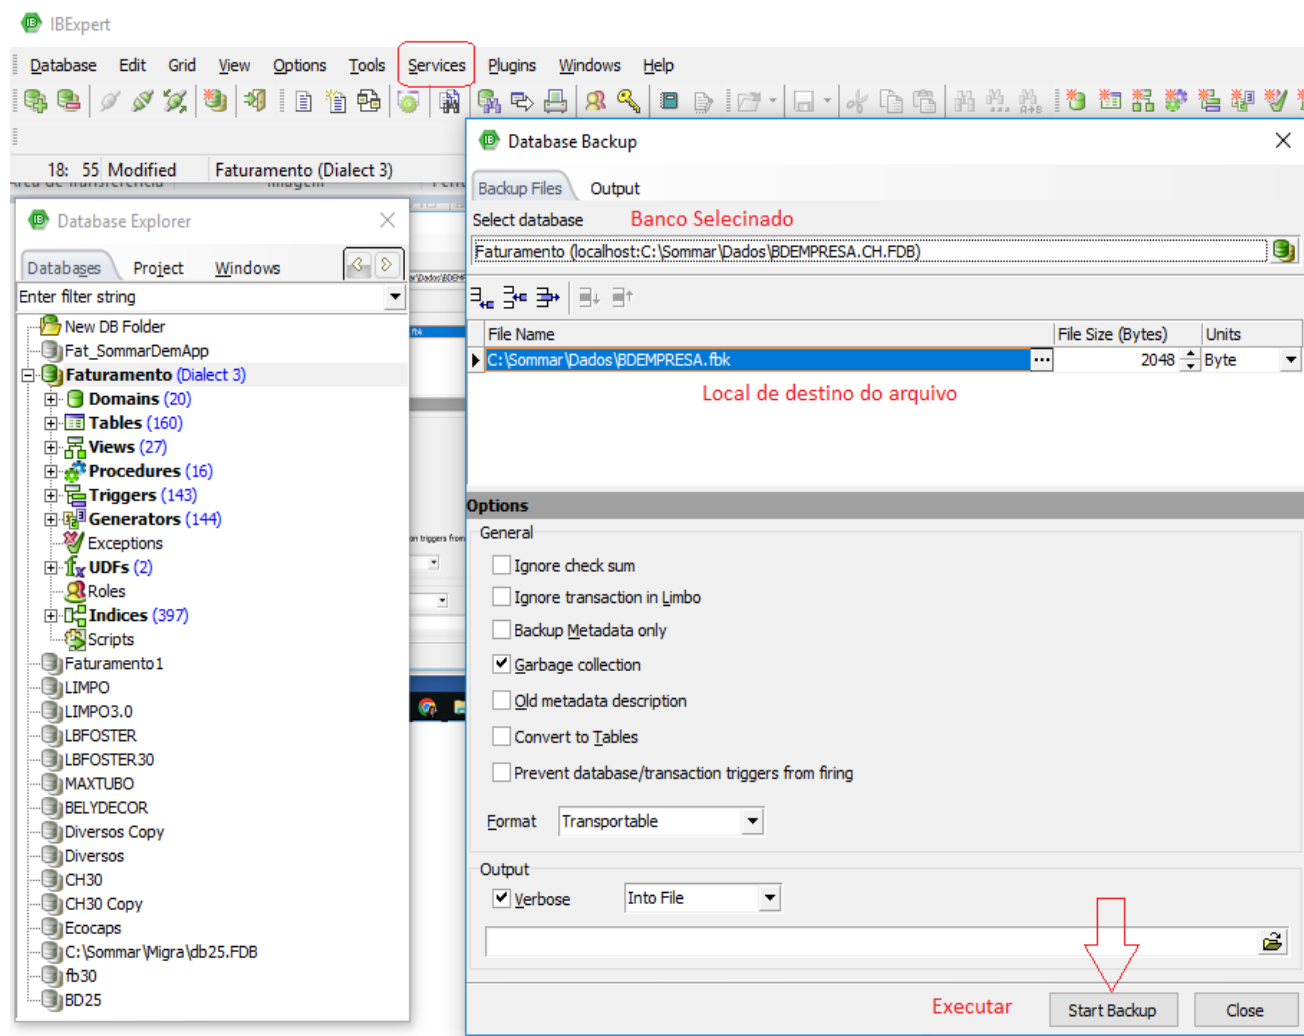 IBExpert
Database Edit Grid View Options Tools Services Plugins Windows Help
18: 55 Modified Faturamento (Dialect 3)
Database Explorer
Databases Project Windows
Enter filter string
New DB Folder
Fat_SommarDemApp
Faturamento (Dialect 3)
Domains (20)
Tables (160)
Views (27)
Procedures (16)
Triggers (143)
Generators (144)
Exceptions
UDFs (2)
Roles
Indices (397)
Scripts
Faturamento1
LIMPO
LIMPO3.0
LBFOSTER
LBFOSTER30
MAXTUBO
BELYDECOR
Diversos Copy
Diversos
CH30
CH30 Copy
Ecocaps
C:\Sommar\Migra\db25.FDB
fb30
BD25
on triggers from
Database Backup
Backup Files Output
Select database Banco Selecinado
Faturamento (localhost:C:\Sommar\Dados\BDEMPRESA.CH.FDB)
File Name File Size (Bytes) Units
C:\Sommar\Dados\BDEMPRESA.fbk ... 2048 Byte
Local de destino do arquivo
Options
General
Ignore check sum
Ignore transaction in Limbo
Backup Metadata only
Garbage collection
Old metadata description
Convert to Tables
Prevent database/transaction triggers from firing
Format Transportable
Output
Verbose Into File
Executar Start Backup Close